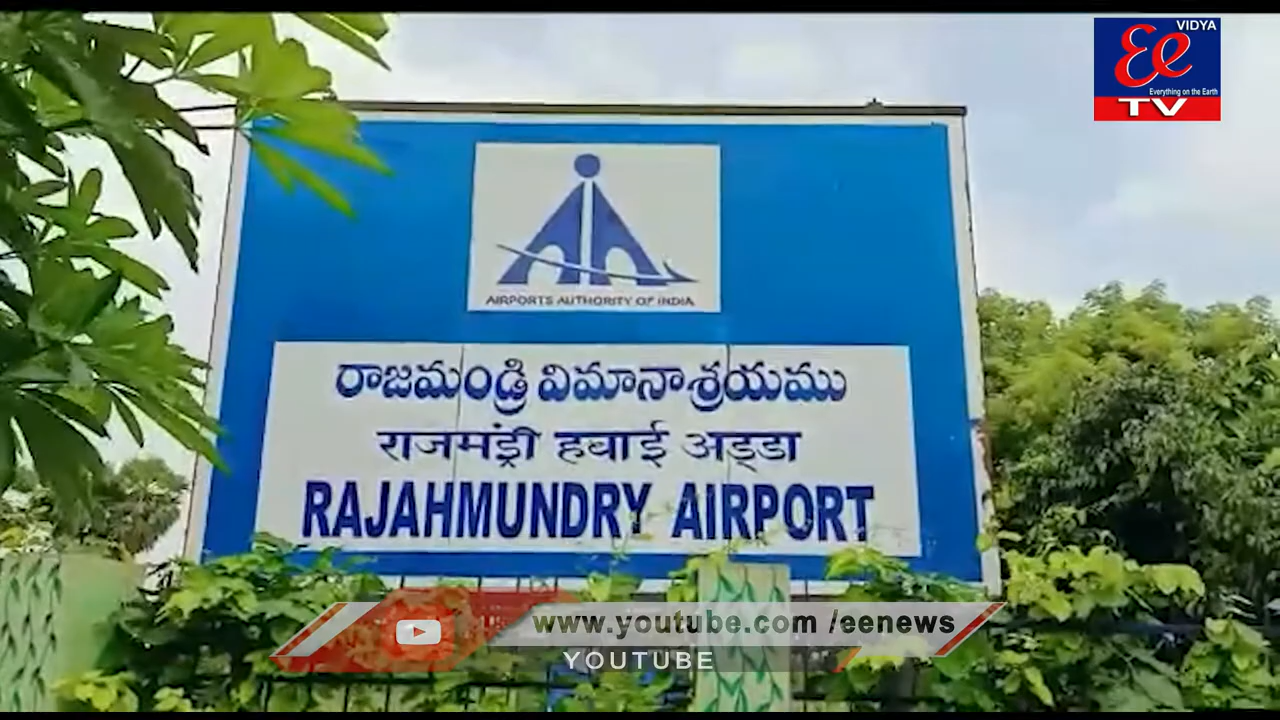 VIDYA
Ee
Everything on the Earth
TV
AIRPORTS AUTHORITY OF INDIA
రాజమండ్రి విమానాశ్రయము
राजमंड्री हवाई अड्डा
RAJAHMUNDRY AIRPORT
www.youtube.com /eenews
YOUTUBE